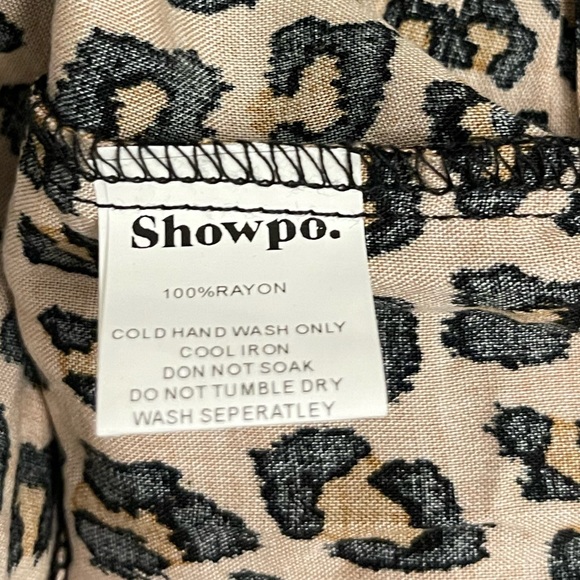 Showpo.
100%RAYON
COLD HAND WASH ONLY
COOL IRON
DON NOT SOAK
DO NOT TUMBLE DRY
WASH SEPERATLEY